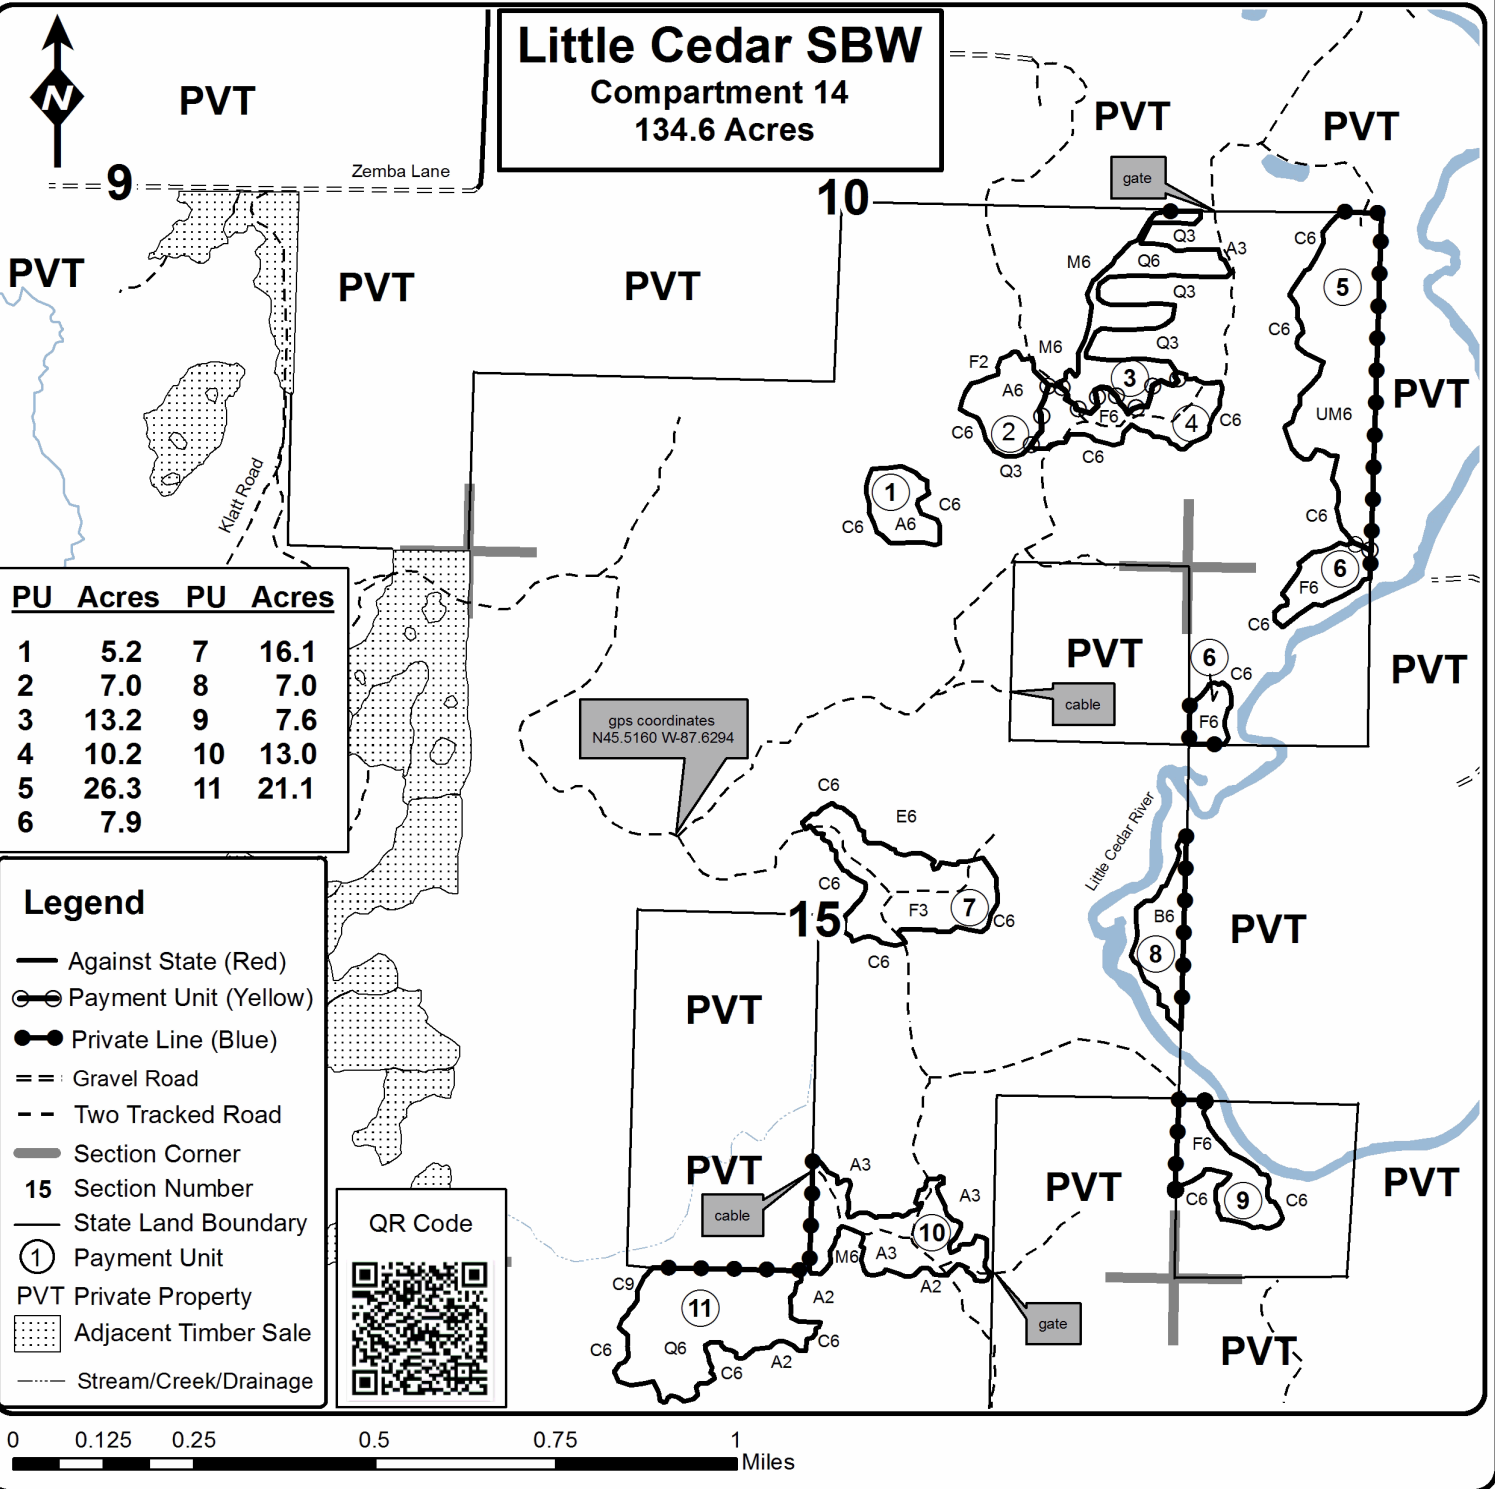 Little Cedar SBW
Compartment 14
134.6 Acres
N
PVT
PVT
PVT
Zemba Lane
9
10
gate
PVT
PVT
PVT
Q3
C6
A3
M6
Q6
5
Q3
C6
M6
Q3
F2
A6
3
PVT
F6
4
C6
UM6
C6
2
C6
Q3
Klatt Road
1
C6
C6
A6
C6
6
F6
C6
PU Acres PU Acres
1 5.2 7 16.1
2 7.0 8 7.0
3 13.2 9 7.6
4 10.2 10 13.0
5 26.3 11 21.1
6 7.9
PVT
6
C6
PVT
cable
F6
gps coordinates
N45.5160 W-87.6294
C6
E6
Little Cedar River
C6
15
F3
7
C6
C6
B6
8
PVT
PVT
Legend
Against State (Red)
Payment Unit (Yellow)
Private Line (Blue)
Gravel Road
Two Tracked Road
Section Corner
15 Section Number
State Land Boundary
1 Payment Unit
PVT Private Property
Adjacent Timber Sale
Stream/Creek/Drainage
QR Code
PVT
cable
A3
A3
10
M6
A3
A2
PVT
F6
C6
9
C6
PVT
C9
11
A2
C6
C6
Q6
C6
A2
gate
PVT
0 0.125 0.25 0.5 0.75 1
Miles